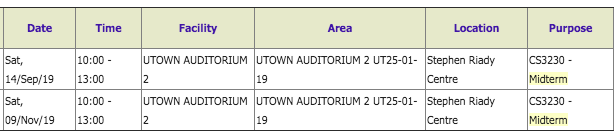 Date Time Facility Area Location Purpose
Sat, 10:00 - UTOWN AUDITORIUM UTOWN AUDITORIUM 2 UT25-01- Stephen Riady CS3230 -
14/Sep/19 13:00 2 19 Centre Midterm
Sat, 10:00 - UTOWN AUDITORIUM UTOWN AUDITORIUM 2 UT25-01- Stephen Riady CS3230 -
09/Nov/19 13:00 2 19 Centre Midterm